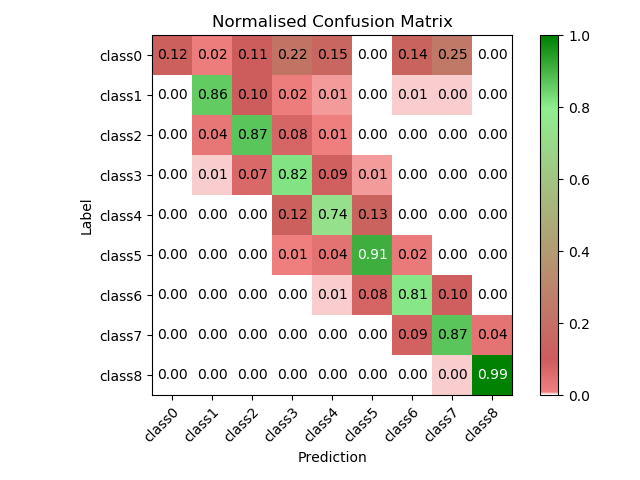 Normalised Confusion Matrix
class0 0.12 0.02 0.11 0.22 0.15 0.00 0.14 0.25 0.00
class1 0.00 0.86 0.10 0.02 0.01 0.00 0.01 0.00 0.00
class2 0.00 0.04 0.87 0.08 0.01 0.00 0.00 0.00 0.00
class3 0.00 0.01 0.07 0.82 0.09 0.01 0.00 0.00 0.00
class4 0.00 0.00 0.00 0.12 0.74 0.13 0.00 0.00 0.00
class5 0.00 0.00 0.00 0.01 0.04 0.91 0.02 0.00 0.00
class6 0.00 0.00 0.00 0.00 0.01 0.08 0.81 0.10 0.00
class7 0.00 0.00 0.00 0.00 0.00 0.00 0.09 0.87 0.04
class8 0.00 0.00 0.00 0.00 0.00 0.00 0.00 0.00 0.99
class0 class1 class2 class3 class4 class5 class6 class7 class8
Prediction
Label
1.0
0.8
0.6
0.4
0.2
0.0